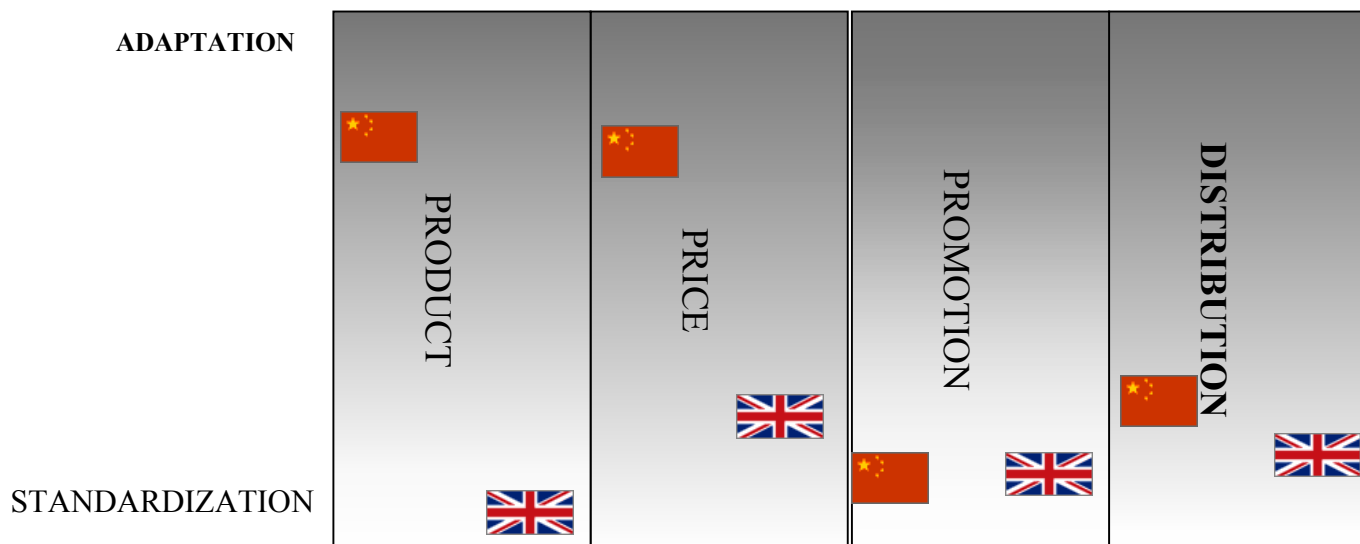 ADAPTATION
PRODUCT
PRICE
PROMOTION
DISTRIBUTION
STANDARDIZATION